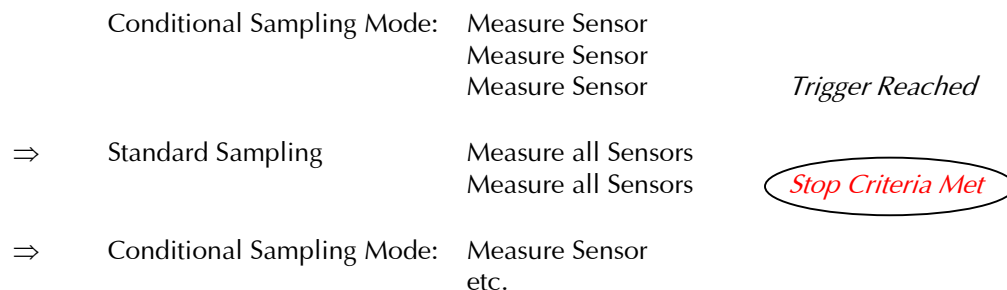 Conditional Sampling Mode: Measure Sensor
Measure Sensor
Measure Sensor Trigger Reached
⇒ Standard Sampling Measure all Sensors
Measure all Sensors Stop Criteria Met
⇒ Conditional Sampling Mode: Measure Sensor
etc.